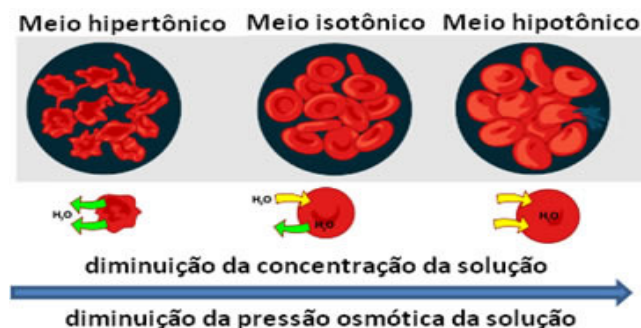 Meio hipertônico Meio isotônico Meio hipotônico
H₂O H₂O H₂O H₂O
diminuição da concentração da solução
diminuição da pressão osmótica da solução